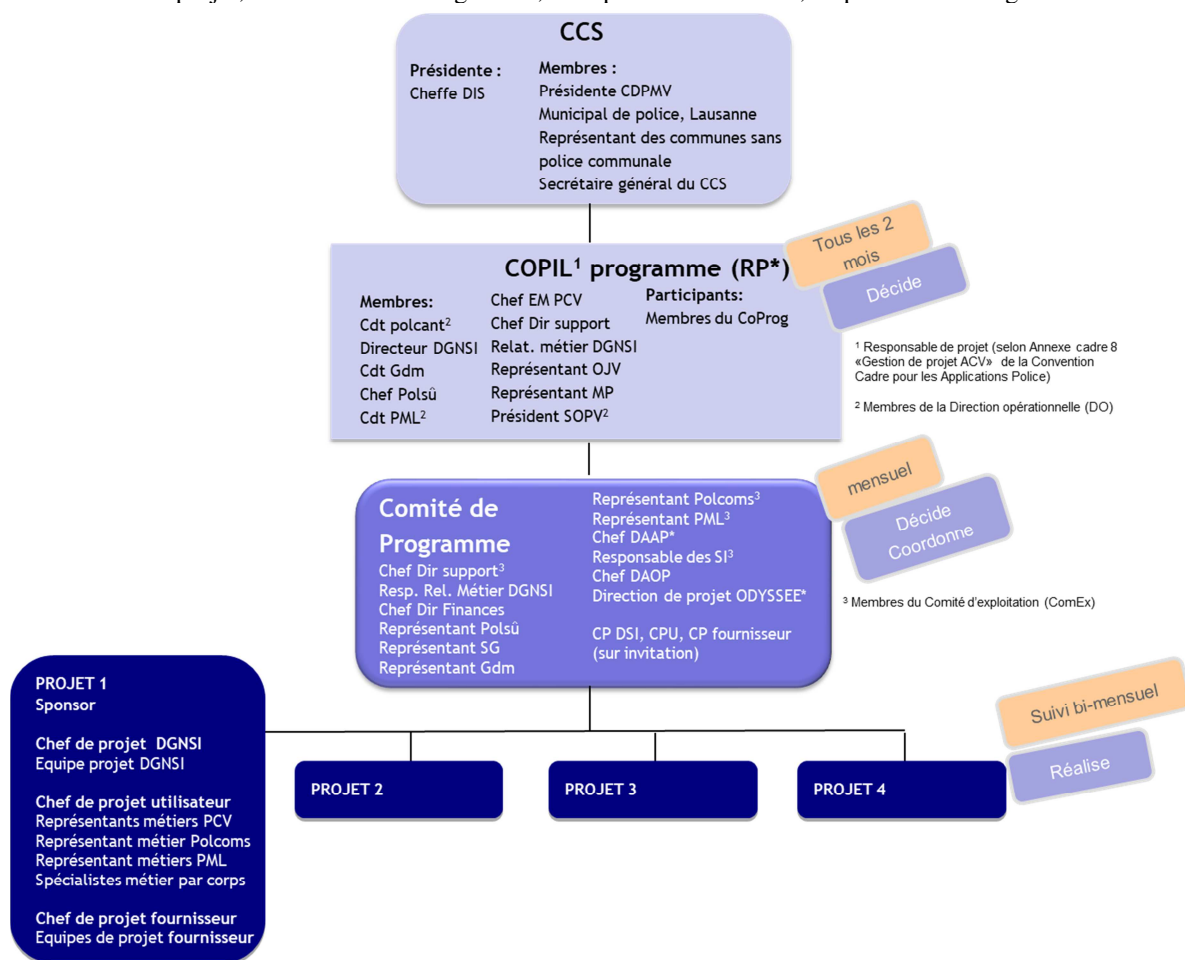 CCS
Présidente :
Cheffe DIS
Membres :
Présidente CDPMV
Municipal de police, Lausanne
Représentant des communes sans
police communale
Secrétaire général du CCS
COPIL¹ programme (RP*)
Membres:
Cdt polcant²
Directeur DGNSI
Cdt Gdm
Chef Polsû
Cdt PML²
Chef EM PCV
Chef Dir support
Relat. métier DGNSI
Représentant OJV
Représentant MP
Président SOPV²
Participants:
Membres du CoProg
Tous les 2
mois
Décide
¹ Responsable de projet (selon Annexe cadre 8
«Gestion de projet ACV» de la Convention
Cadre pour les Applications Police)
² Membres de la Direction opérationnelle (DO)
Comité de
Programme
Chef Dir support³
Resp. Rel. Métier DGNSI
Chef Dir Finances
Représentant Polsû
Représentant SG
Représentant Gdm
Représentant Polcoms³
Représentant PML³
Chef DAAP*
Responsable des SI³
Chef DAOP
Direction de projet ODYSSEE*
CP DSI, CPU, CP fournisseur
(sur invitation)
mensuel
Décide
Coordonne
³ Membres du Comité d'exploitation (ComEx)
PROJET 1
Sponsor
Chef de projet DGNSI
Equipe projet DGNSI
Chef de projet utilisateur
Représentants métiers PCV
Représentant métier Polcoms
Représentant métiers PML
Spécialistes métier par corps
Chef de projet fournisseur
Equipes de projet fournisseur
PROJET 2
PROJET 3
PROJET 4
Suivi bi-mensuel
Réalise